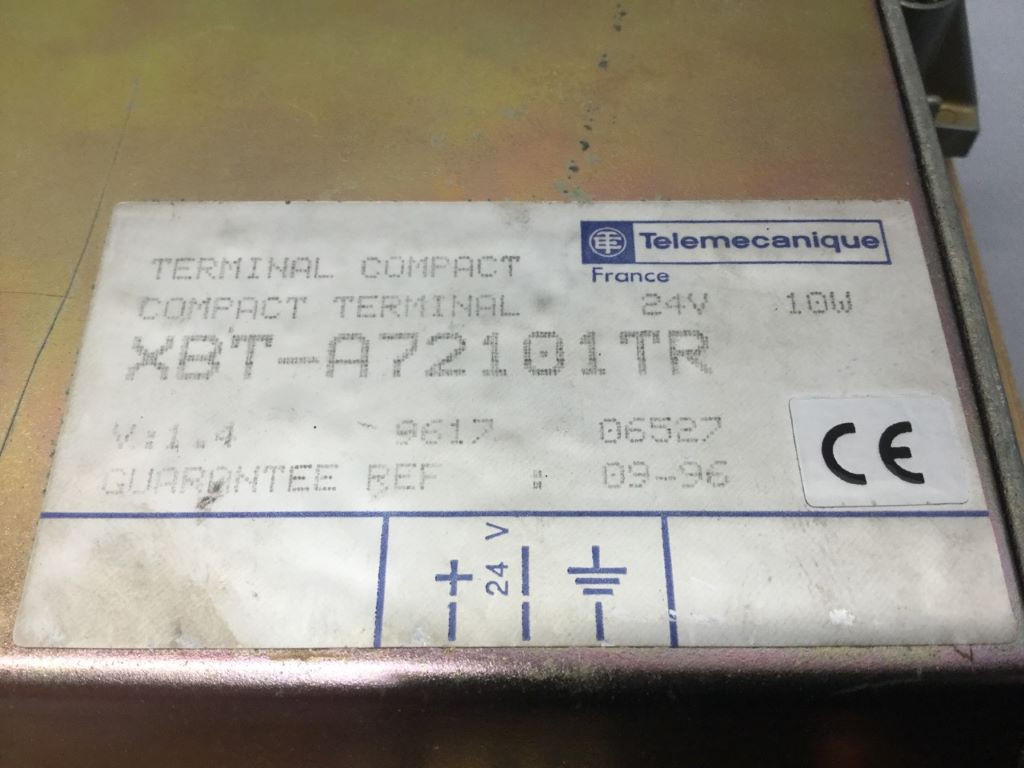 Telemecanique
France
TERMINAL COMPACT
COMPACT TERMINAL 24V 10W
XBT-A72101TR
V:1.4 9617 06527
GUARANTEE REF : 09-96
CE
+ 24 V